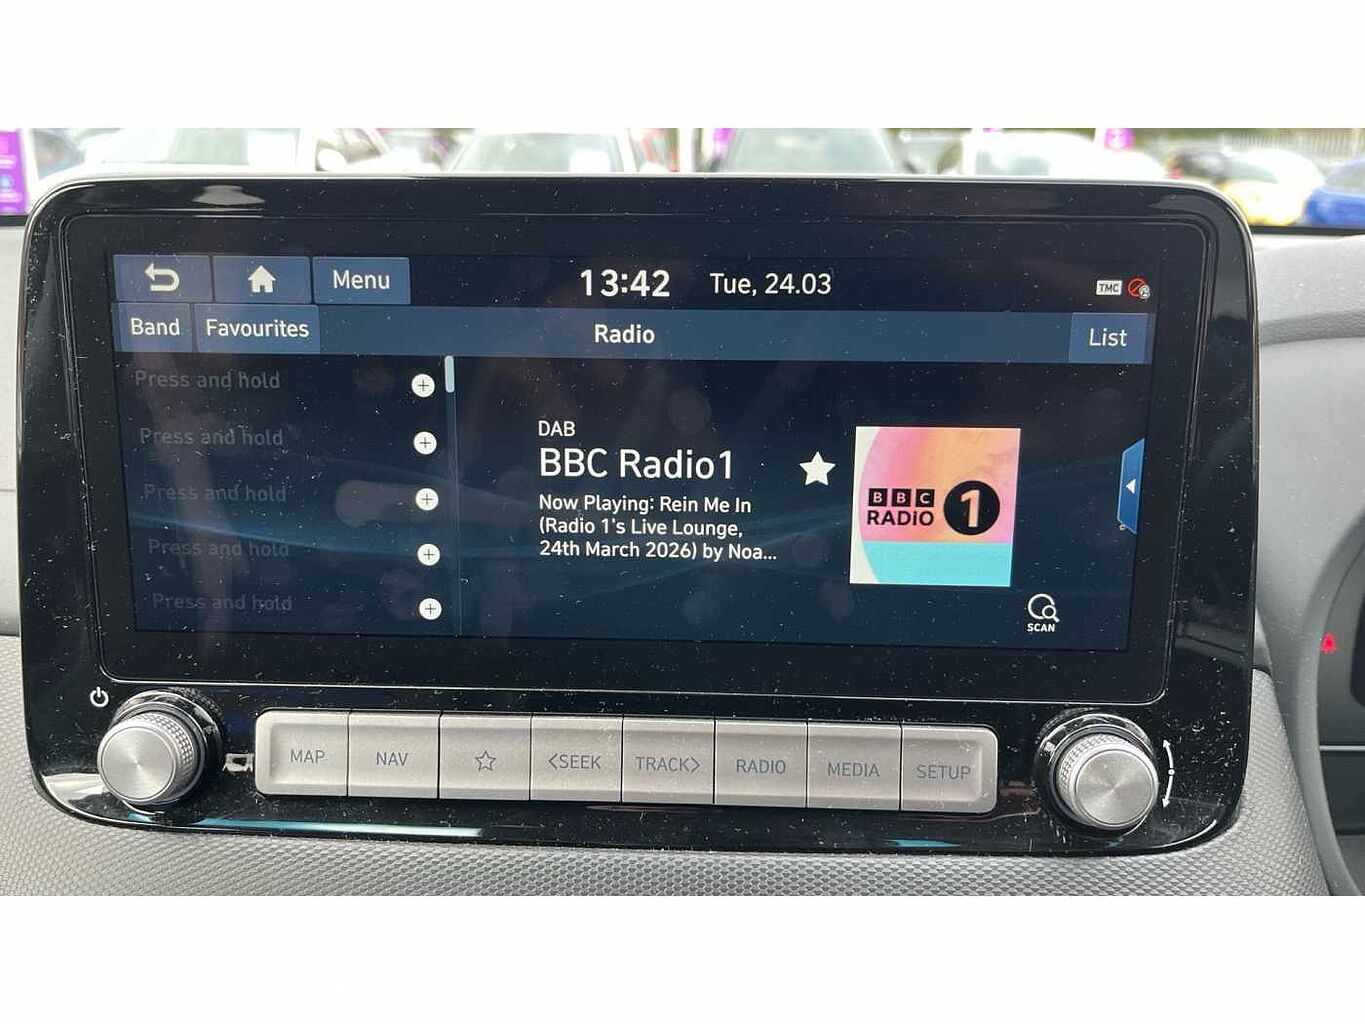 Menu
13:42 Tue, 24.03
TMC
Band Favourites Radio List
Press and hold
Press and hold
Press and hold
Press and hold
Press and hold
DAB
BBC Radio1
Now Playing: Rein Me In
(Radio 1's Live Lounge,
24th March 2026) by Noa...
BBC
RADIO 1
SCAN
MAP NAV <SEEK TRACK> RADIO MEDIA SETUP